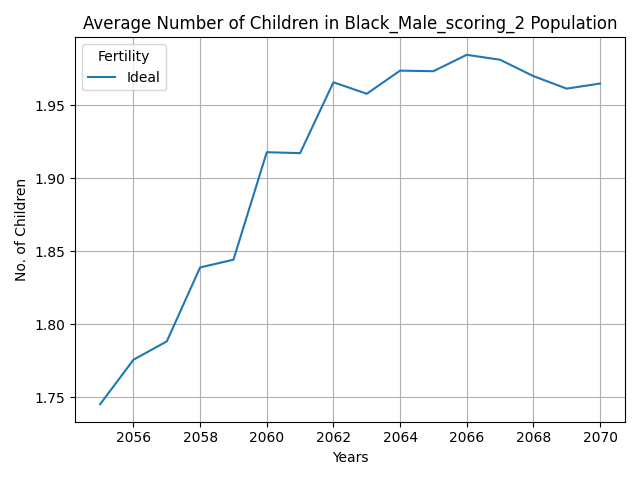 Average Number of Children in Black_Male_scoring_2 Population
Fertility
Ideal
No. of Children
1.95
1.90
1.85
1.80
1.75
2056 2058 2060 2062 2064 2066 2068 2070
Years